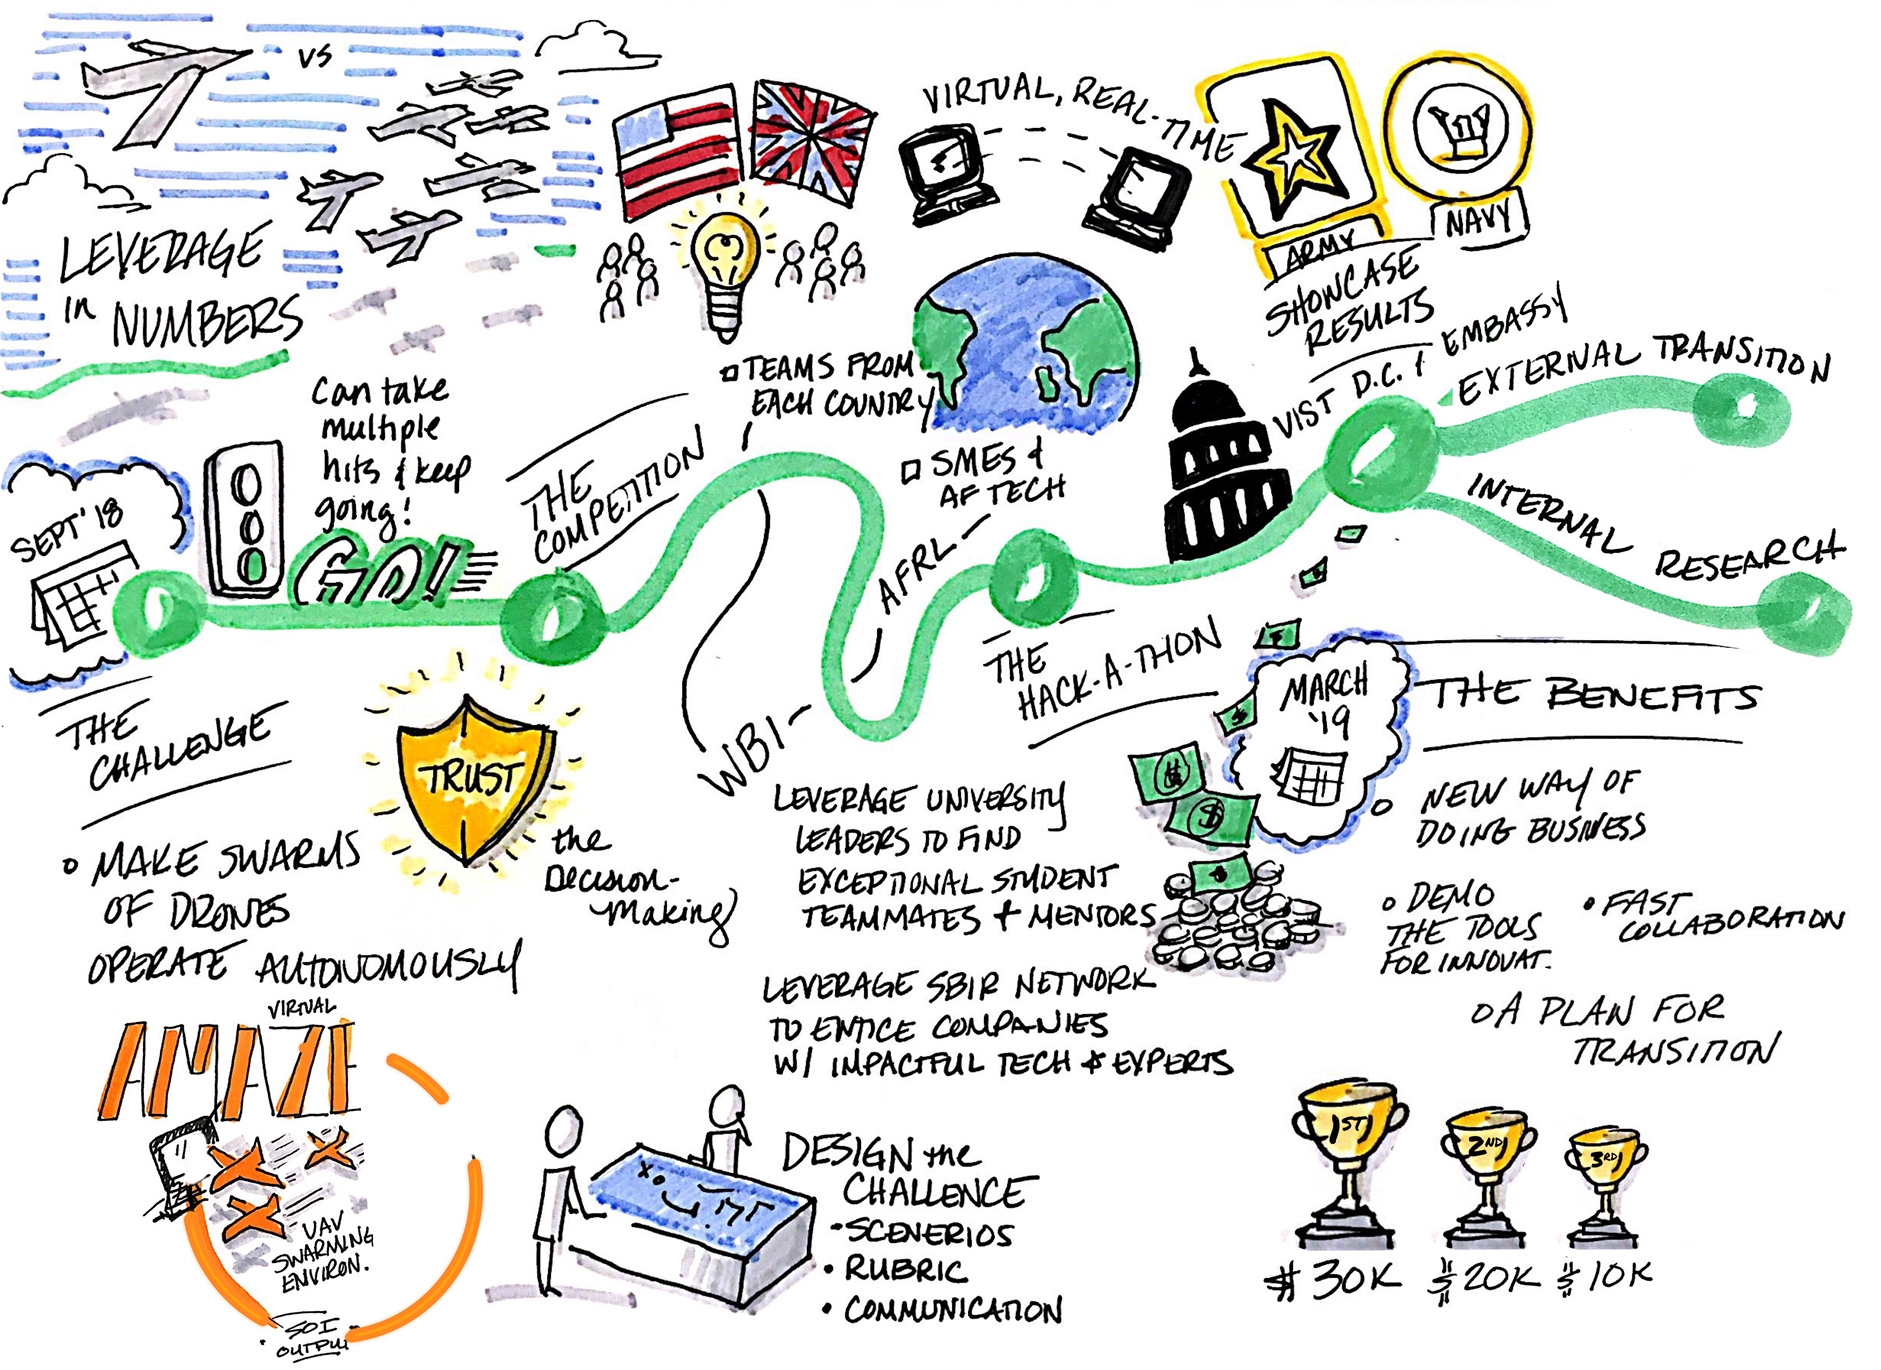 VS
LEVERAGE
in NUMBERS
Can take
multiple
hits & keep
going!
SEPT' 18
GO!
THE
CHALLENGE
MAKE SWARMS
OF DRONES
OPERATE AUTONOMOUSLY
TRUST
the
Decision-
Making
VIRTUAL
AMAZE
UAV
SWARMING
ENVIRON.
SOI
OUTPUT
THE
COMPETITION
TEAMS FROM
EACH COUNTRY
VIRTUAL, REAL-TIME
SMES &
AF TECH
AFRL-
WBI-
LEVERAGE UNIVERSITY
LEADERS TO FIND
EXCEPTIONAL STUDENT
TEAMMATES + MENTORS
LEVERAGE SBIR NETWORK
TO ENTICE COMPANIES
W/ IMPACTFUL TECH & EXPERTS
DESIGN the
CHALLENCE
•SCENERIOS
• RUBRIC
• COMMUNICATION
THE
HACK-A-THON
ARMY
NAVY
SHOWCASE
RESULTS
VIST D.C. & EMBASSY
EXTERNAL TRANSITION
INTERNAL RESEARCH
MARCH
'19
$
$
THE BENEFITS
NEW WAY OF
DOING BUSINESS
DEMO
THE TOOLS
FOR INNOVAT.
• FAST
COLLABORATION
A PLAN FOR
TRANSITION
1ST
2ND
3RD
$30K
$20K
$10K